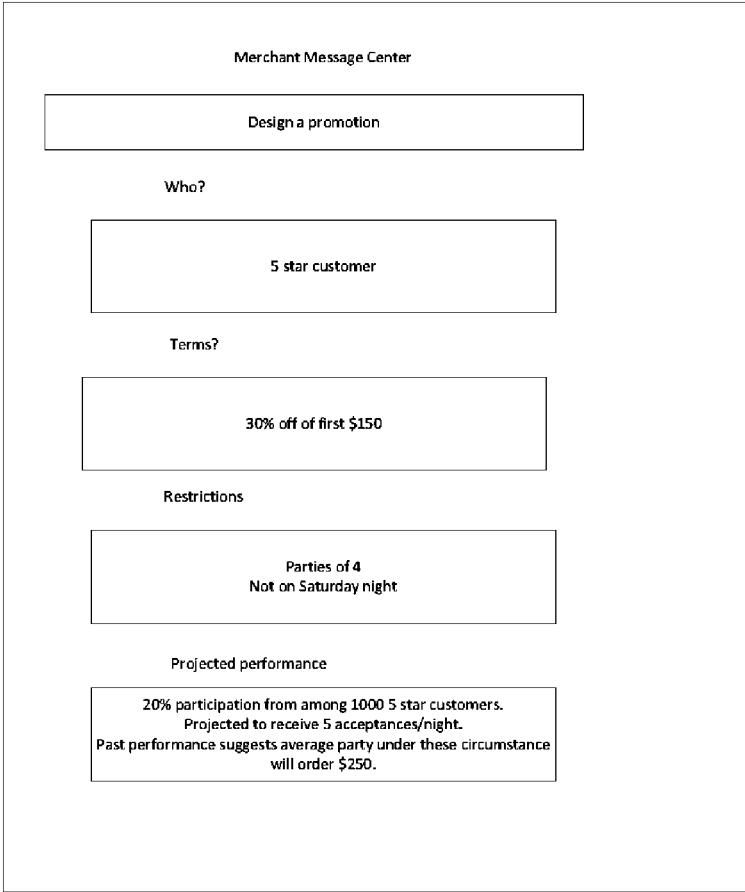 Merchant Message Center
Design a promotion
Who?
5 star customer
Terms?
30% off of first $150
Restrictions
Parties of 4
Not on Saturday night
Projected performance
20% participation from among 1000 5 star customers.
Projected to receive 5 acceptances/night.
Past performance suggests average party under these circumstance
will order $250.